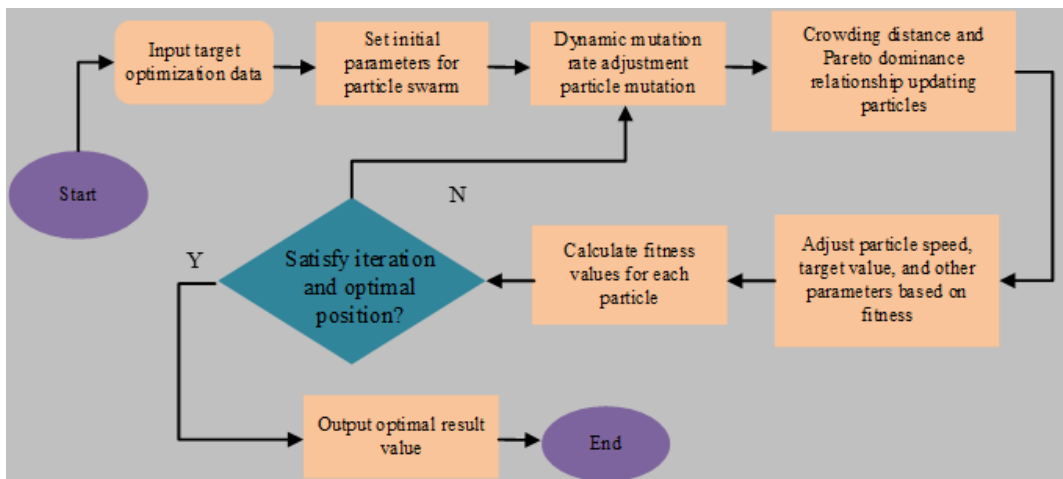 Start
Input target
optimization data
Set initial
parameters for
particle swarm
Dynamic mutation
rate adjustment
particle mutation
Crowding distance and
Pareto dominance
relationship updating
particles
Adjust particle speed,
target value, and other
parameters based on
fitness
Calculate fitness
values for each
particle
Satisfy iteration
and optimal
position?
N
Y
Output optimal result
value
End